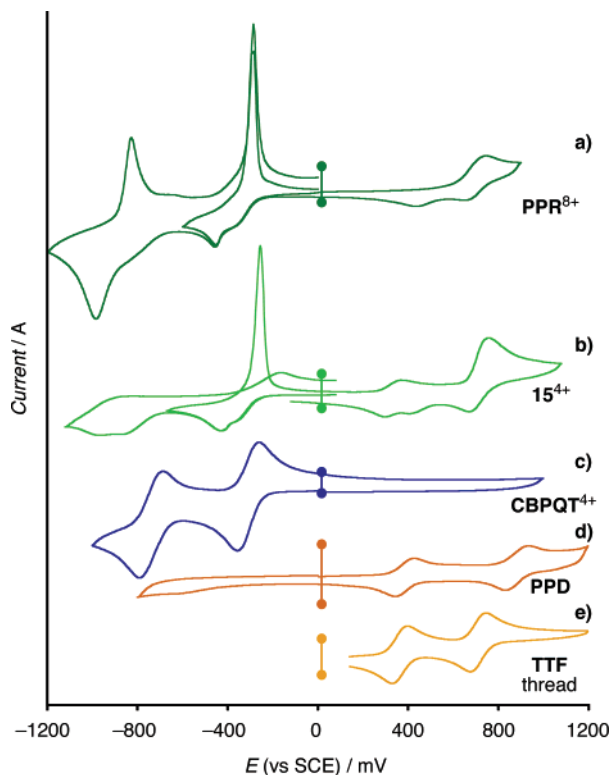 a)
PPR8+
b)
154+
c)
CBPQT4+
d)
PPD
e)
TTF
thread
Current / A
−1200 −800 −400 0 400 800 1200
E (vs SCE) / mV